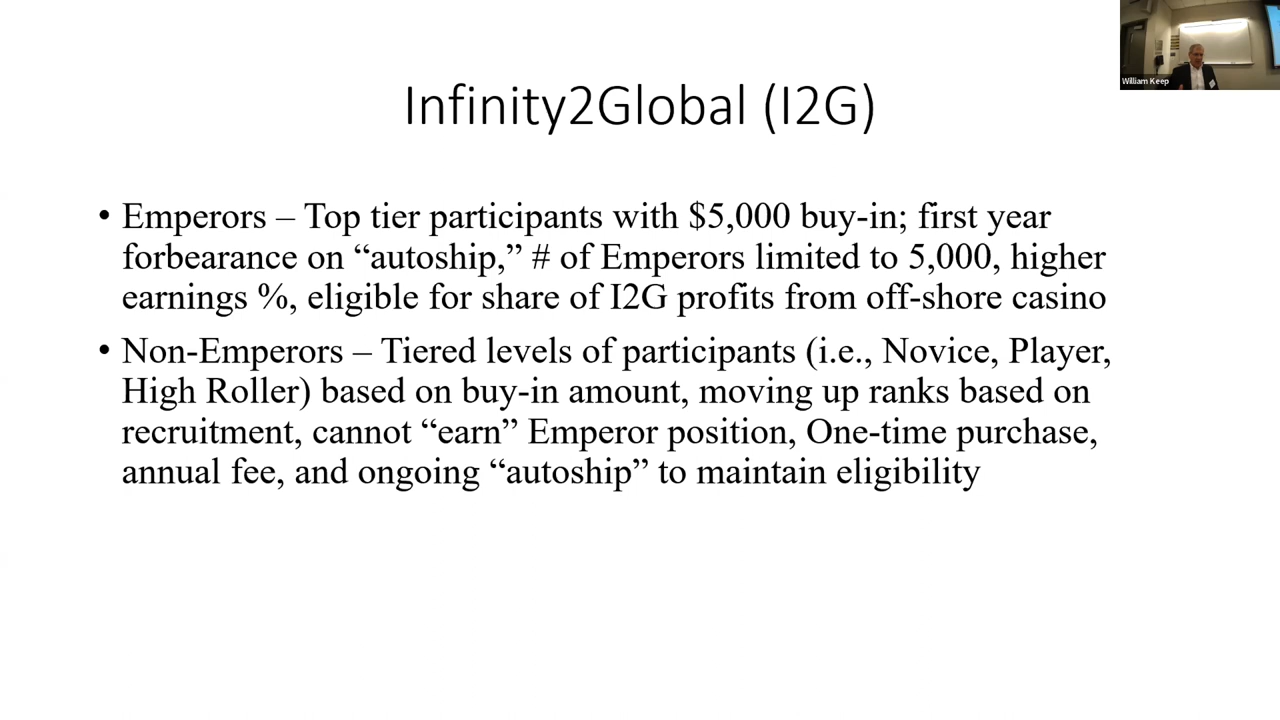 William Keep
Infinity2Global (I2G)
• Emperors – Top tier participants with $5,000 buy-in; first year
forbearance on “autoship,” # of Emperors limited to 5,000, higher
earnings %, eligible for share of I2G profits from off-shore casino
• Non-Emperors – Tiered levels of participants (i.e., Novice, Player,
High Roller) based on buy-in amount, moving up ranks based on
recruitment, cannot “earn” Emperor position, One-time purchase,
annual fee, and ongoing “autoship” to maintain eligibility